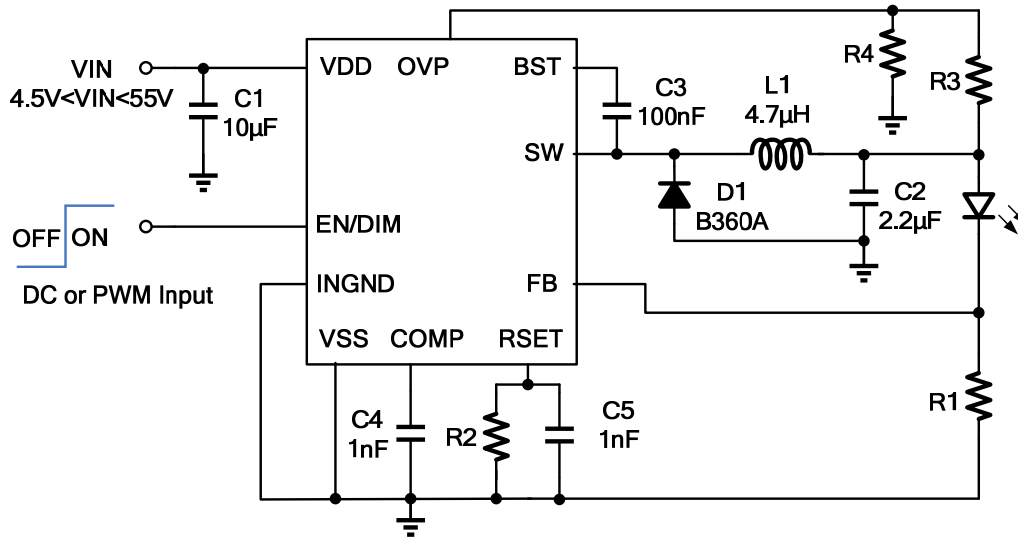 VIN
4.5V<VIN<55V
C1
10µF
VDD
OVP
BST
C3
100nF
L1
4.7µH
R4
R3
SW
D1
B360A
C2
2.2µF
OFF
ON
EN/DIM
DC or PWM Input
INGND
FB
VSS
COMP
RSET
C4
1nF
R2
C5
1nF
R1